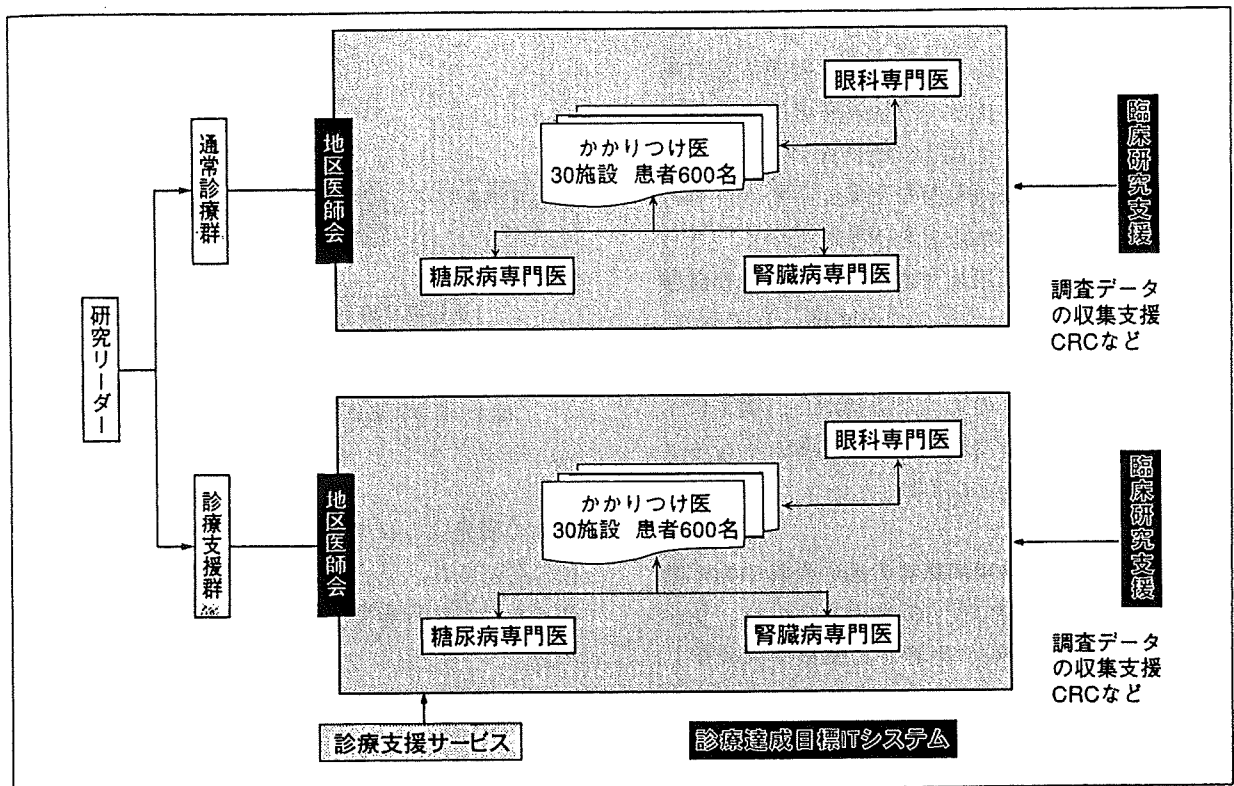 研究リーダー
通常診療群
地区医師会
眼科専門医
かかりつけ医
30施設 患者600名
糖尿病専門医
腎臓病専門医
臨床研究支援
調査データ
の収集支援
CRCなど
診療支援群
地区医師会
眼科専門医
かかりつけ医
30施設 患者600名
糖尿病専門医
腎臓病専門医
臨床研究支援
調査データ
の収集支援
CRCなど
診療支援サービス
診療達成目標ITシステム